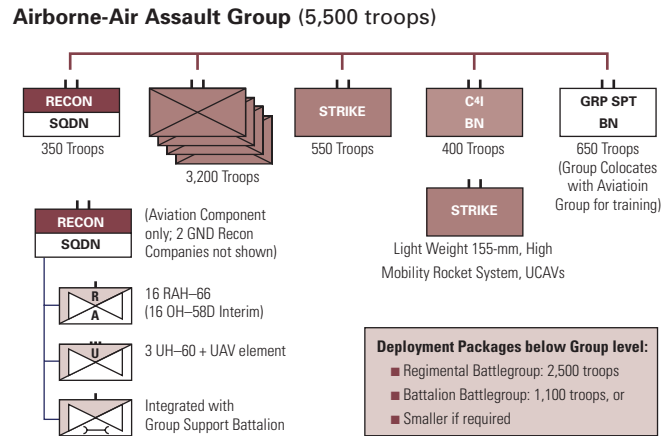 Airborne-Air Assault Group (5,500 troops)
RECON
SQDN
350 Troops
3,200 Troops
STRIKE
550 Troops
C4I
BN
400 Troops
GRP SPT
BN
650 Troops
(Group Colocates
with Aviatioin
Group for training)
RECON
SQDN
(Aviation Component
only; 2 GND Recon
Companies not shown)
STRIKE
Light Weight 155-mm, High
Mobility Rocket System, UCAVs
R
A
16 RAH–66
(16 OH–58D Interim)
U
3 UH–60 + UAV element
Integrated with
Group Support Battalion
Deployment Packages below Group level:
■ Regimental Battlegroup: 2,500 troops
■ Battalion Battlegroup: 1,100 troops, or
■ Smaller if required